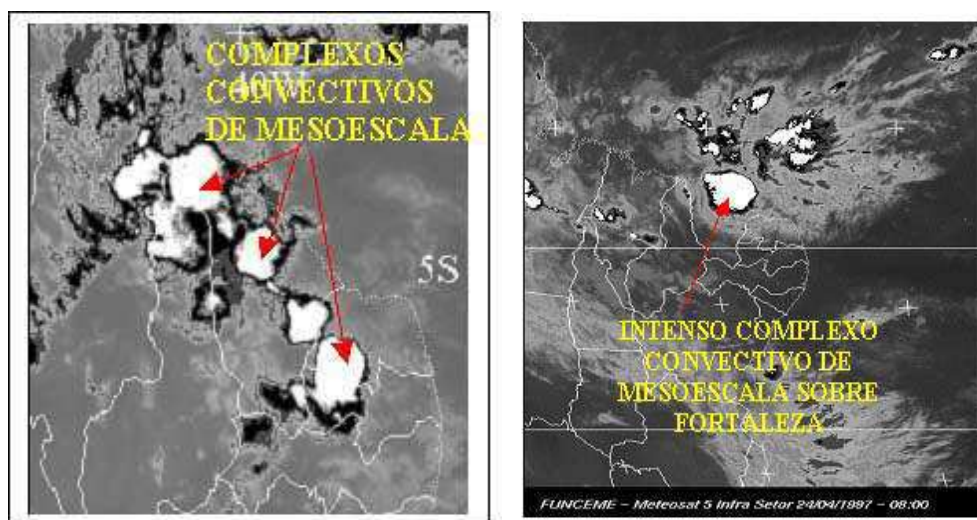 COMPLEXOS
CONVECTIVOS
DE MESOESCALA
40W
5S
INTENSO COMPLEXO
CONVECTIVO DE
MESOESCALA SOBRE
FORTALEZA
FUNCEME – Meteosat 5 Infra Setor 24/04/1997 – 08:00